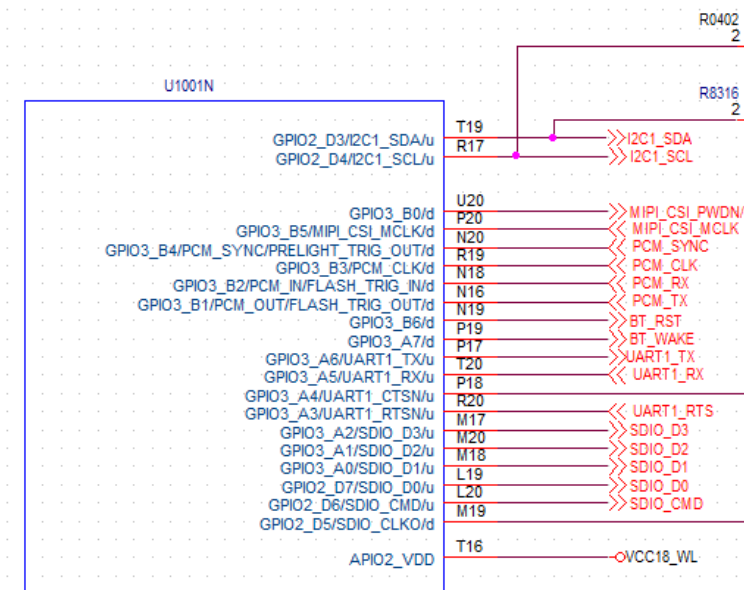 R0402
2
U1001N
R8316
2
GPIO2_D3/I2C1_SDA/u T19 I2C1_SDA
GPIO2_D4/I2C1_SCL/u R17 I2C1_SCL
GPIO3_B0/d U20 MIPI_CSI_PWDN/
GPIO3_B5/MIPI_CSI_MCLK/d P20 MIPI_CSI_MCLK
GPIO3_B4/PCM_SYNC/PRELIGHT_TRIG_OUT/d N20 PCM_SYNC
GPIO3_B3/PCM_CLK/d R19 PCM_CLK
GPIO3_B2/PCM_IN/FLASH_TRIG_IN/d N18 PCM_RX
GPIO3_B1/PCM_OUT/FLASH_TRIG_OUT/d N16 PCM_TX
GPIO3_B6/d N19 BT_RST
GPIO3_A7/d P19 BT_WAKE
GPIO3_A6/UART1_TX/u P17 UART1_TX
GPIO3_A5/UART1_RX/u T20 UART1_RX
GPIO3_A4/UART1_CTSN/u P18
GPIO3_A3/UART1_RTSN/u R20 UART1_RTS
GPIO3_A2/SDIO_D3/u M17 SDIO_D3
GPIO3_A1/SDIO_D2/u M20 SDIO_D2
GPIO3_A0/SDIO_D1/u M18 SDIO_D1
GPIO2_D7/SDIO_D0/u L19 SDIO_D0
GPIO2_D6/SDIO_CMD/u L20 SDIO_CMD
GPIO2_D5/SDIO_CLKO/d M19
APIO2_VDD T16 VCC18_WL